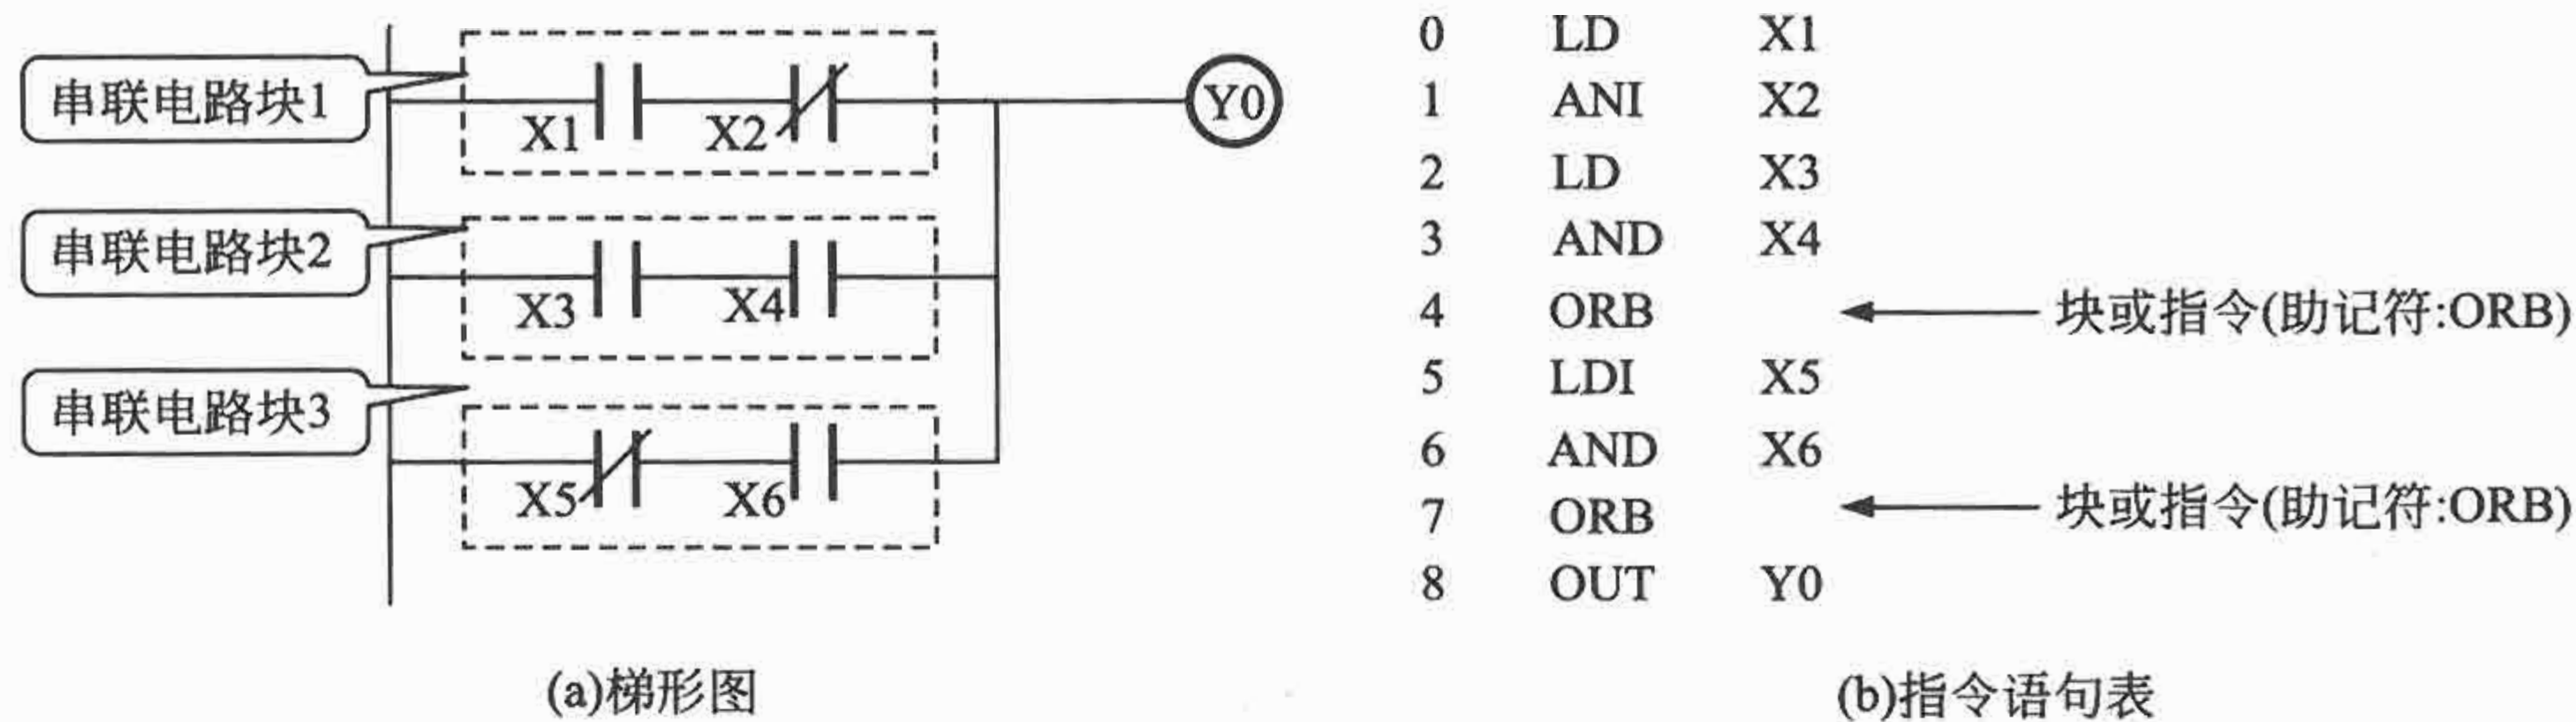 串联电路块1
X1
X2
Y0
串联电路块2
X3
X4
串联电路块3
X5
X6
(a)梯形图
0 LD X1
1 ANI X2
2 LD X3
3 AND X4
4 ORB 块或指令(助记符:ORB)
5 LDI X5
6 AND X6
7 ORB 块或指令(助记符:ORB)
8 OUT Y0
(b)指令语句表